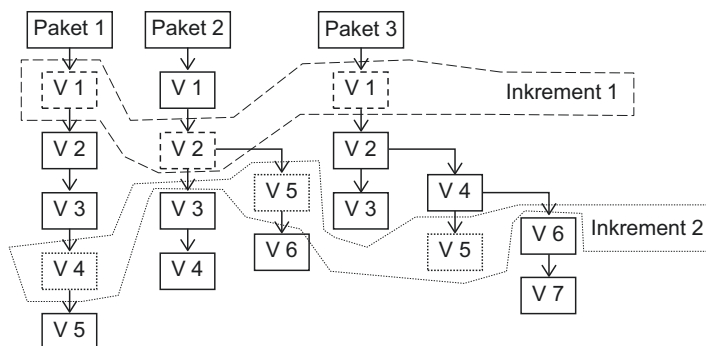 Paket 1 Paket 2 Paket 3
V 1 V 1 V 1 Inkrement 1
V 2 V 2 V 2
V 5 V 4
V 3 V 3 V 3
Inkrement 2
V 6
V 4 V 4 V 6 V 5
V 7
V 5